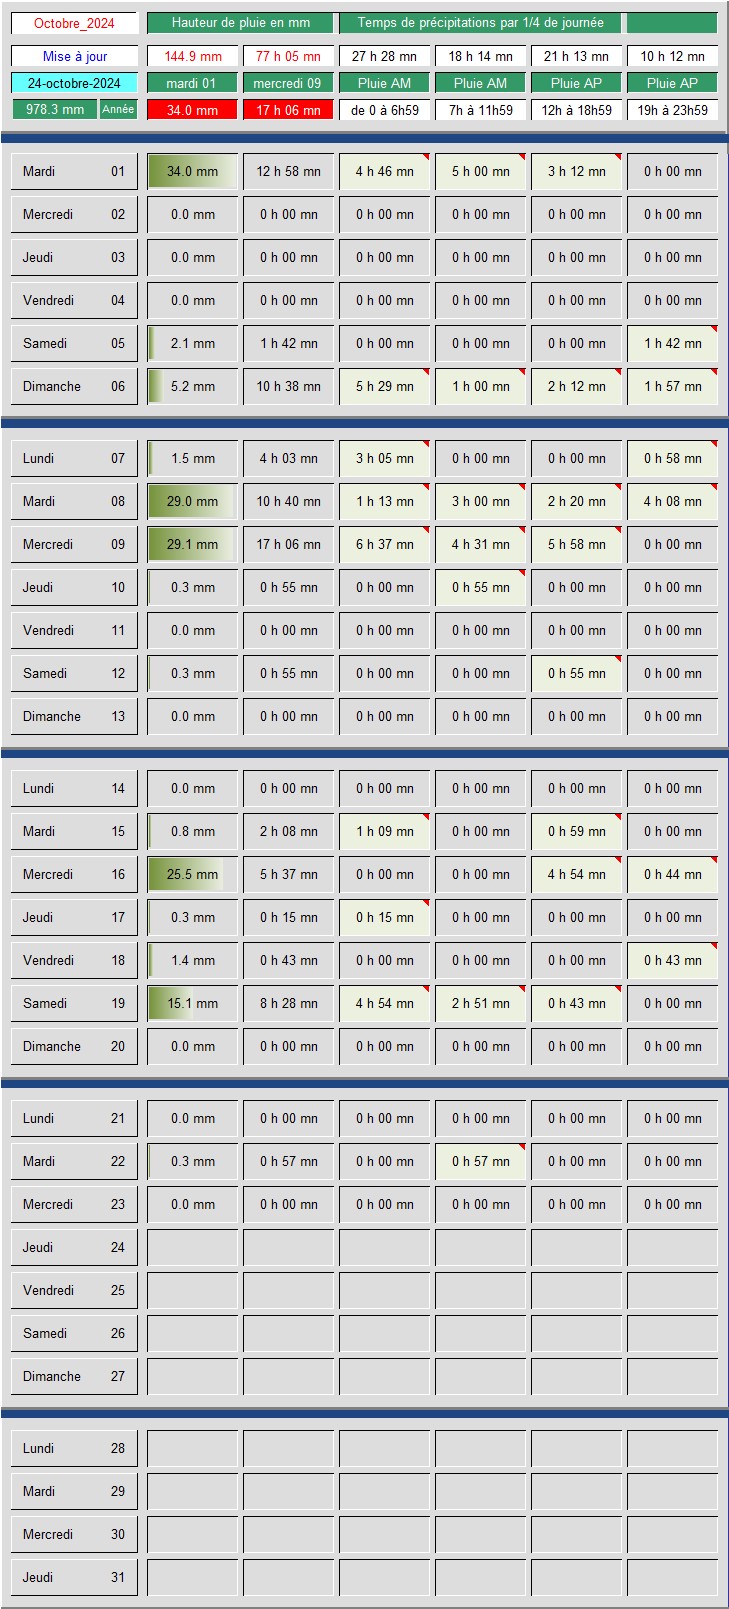 Octobre_2024 Hauteur de pluie en mm Temps de précipitations par 1/4 de journée
Mise à jour 144.9 mm 77 h 05 mn 27 h 28 mn 18 h 14 mn 21 h 13 mn 10 h 12 mn
24-octobre-2024 mardi 01 mercredi 09 Pluie AM Pluie AM Pluie AP Pluie AP
978.3 mm Année 34.0 mm 17 h 06 mn de 0 à 6h59 7h à 11h59 12h à 18h59 19h à 23h59
Mardi 01 34.0 mm 12 h 58 mn 4 h 46 mn 5 h 00 mn 3 h 12 mn 0 h 00 mn
Mercredi 02 0.0 mm 0 h 00 mn 0 h 00 mn 0 h 00 mn 0 h 00 mn 0 h 00 mn
Jeudi 03 0.0 mm 0 h 00 mn 0 h 00 mn 0 h 00 mn 0 h 00 mn 0 h 00 mn
Vendredi 04 0.0 mm 0 h 00 mn 0 h 00 mn 0 h 00 mn 0 h 00 mn 0 h 00 mn
Samedi 05 2.1 mm 1 h 42 mn 0 h 00 mn 0 h 00 mn 0 h 00 mn 1 h 42 mn
Dimanche 06 5.2 mm 10 h 38 mn 5 h 29 mn 1 h 00 mn 2 h 12 mn 1 h 57 mn
Lundi 07 1.5 mm 4 h 03 mn 3 h 05 mn 0 h 00 mn 0 h 00 mn 0 h 58 mn
Mardi 08 29.0 mm 10 h 40 mn 1 h 13 mn 3 h 00 mn 2 h 20 mn 4 h 08 mn
Mercredi 09 29.1 mm 17 h 06 mn 6 h 37 mn 4 h 31 mn 5 h 58 mn 0 h 00 mn
Jeudi 10 0.3 mm 0 h 55 mn 0 h 00 mn 0 h 55 mn 0 h 00 mn 0 h 00 mn
Vendredi 11 0.0 mm 0 h 00 mn 0 h 00 mn 0 h 00 mn 0 h 00 mn 0 h 00 mn
Samedi 12 0.3 mm 0 h 55 mn 0 h 00 mn 0 h 00 mn 0 h 55 mn 0 h 00 mn
Dimanche 13 0.0 mm 0 h 00 mn 0 h 00 mn 0 h 00 mn 0 h 00 mn 0 h 00 mn
Lundi 14 0.0 mm 0 h 00 mn 0 h 00 mn 0 h 00 mn 0 h 00 mn 0 h 00 mn
Mardi 15 0.8 mm 2 h 08 mn 1 h 09 mn 0 h 00 mn 0 h 59 mn 0 h 00 mn
Mercredi 16 25.5 mm 5 h 37 mn 0 h 00 mn 0 h 00 mn 4 h 54 mn 0 h 44 mn
Jeudi 17 0.3 mm 0 h 15 mn 0 h 15 mn 0 h 00 mn 0 h 00 mn 0 h 00 mn
Vendredi 18 1.4 mm 0 h 43 mn 0 h 00 mn 0 h 00 mn 0 h 00 mn 0 h 43 mn
Samedi 19 15.1 mm 8 h 28 mn 4 h 54 mn 2 h 51 mn 0 h 43 mn 0 h 00 mn
Dimanche 20 0.0 mm 0 h 00 mn 0 h 00 mn 0 h 00 mn 0 h 00 mn 0 h 00 mn
Lundi 21 0.0 mm 0 h 00 mn 0 h 00 mn 0 h 00 mn 0 h 00 mn 0 h 00 mn
Mardi 22 0.3 mm 0 h 57 mn 0 h 00 mn 0 h 57 mn 0 h 00 mn 0 h 00 mn
Mercredi 23 0.0 mm 0 h 00 mn 0 h 00 mn 0 h 00 mn 0 h 00 mn 0 h 00 mn
Jeudi 24
Vendredi 25
Samedi 26
Dimanche 27
Lundi 28
Mardi 29
Mercredi 30
Jeudi 31